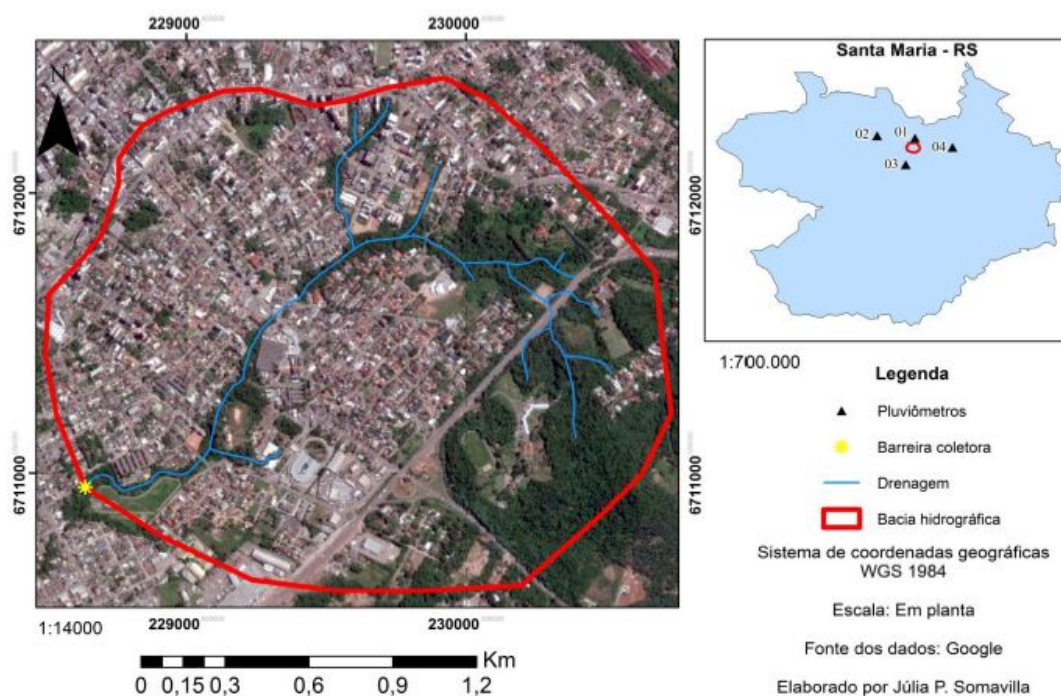 229000
230000
N
6712000
6711000
6712000
6711000
1:14000
229000
230000
Km
0
0,15
0,3
0,6
0,9
1,2
Santa Maria - RS
02
01
04
03
1:700.000
Legenda
Pluviômetros
Barreira coletora
Drenagem
Bacia hidrográfica
Sistema de coordenadas geográficas
WGS 1984
Escala: Em planta
Fonte dos dados: Google
Elaborado por Júlia P. Somavilla